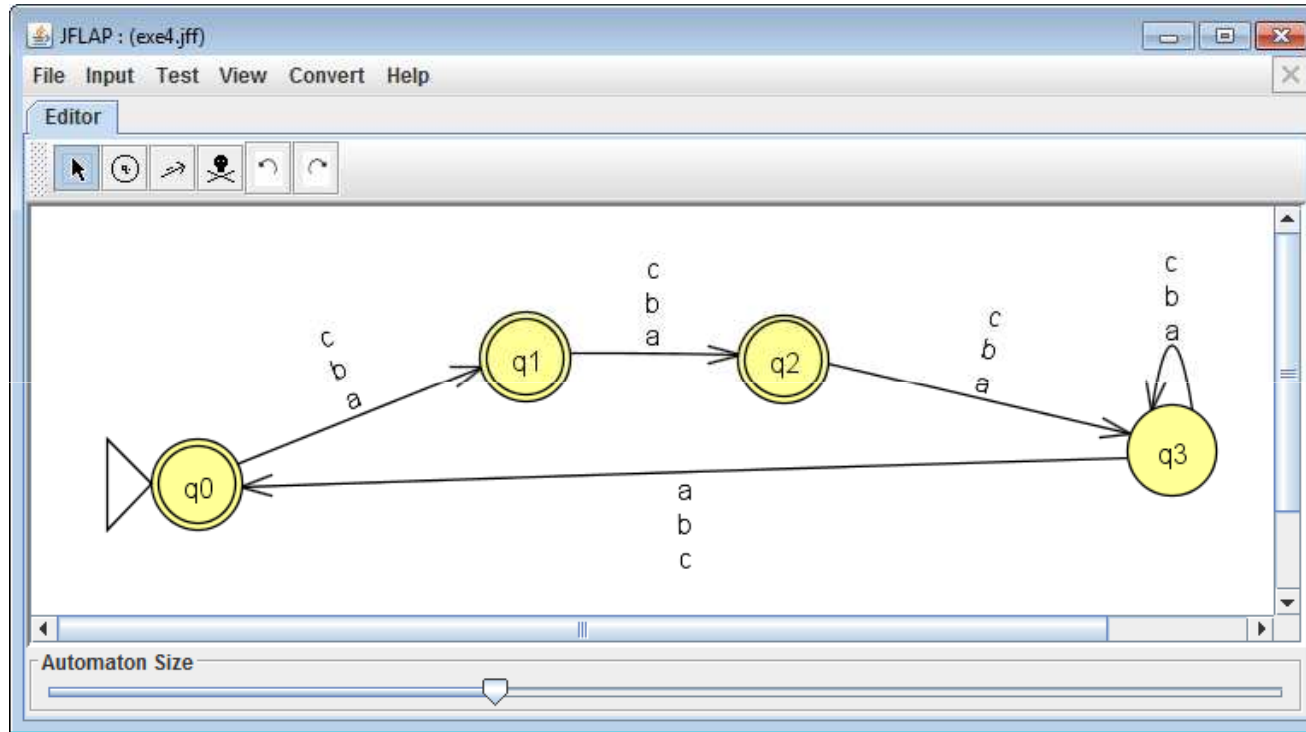 JFLAP : (exe4.jff)
File Input Test View Convert Help
Editor
c
b
a
c
b
a
c
b
a
c
b
a
q0
q1
q2
q3
a
b
c
Automaton Size